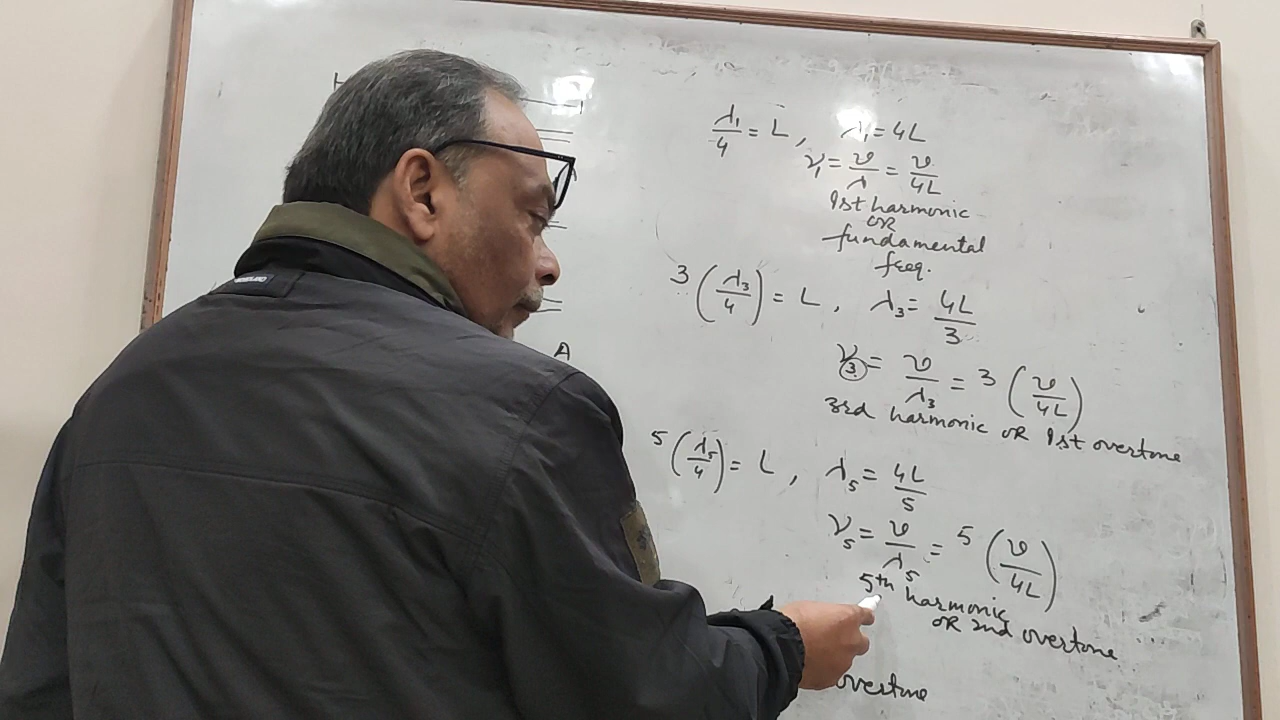 λ₁/4 = L, λ₁ = 4L
ν₁ = v/λ = v/4L
1st harmonic
OR
fundamental
freq.
3 (λ₃/4) = L, λ₃ = 4L/3
ν₃ = v/λ₃ = 3 (v/4L)
3rd harmonic OR 1st overtone
5 (λ₅/4) = L, λ₅ = 4L/5
ν₅ = v/λ₅ = 5 (v/4L)
5th harmonic
OR 2nd overtone
overtone
A